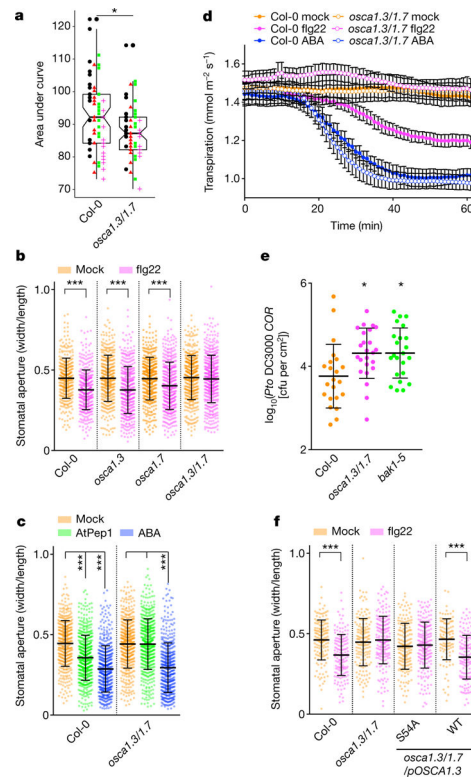 a
*
Area under curve
120
110
100
90
80
70
Col-0
osca1.3/1.7
d
Col-0 mock
osca1.3/1.7 mock
Col-0 flg22
osca1.3/1.7 flg22
Col-0 ABA
osca1.3/1.7 ABA
Transpiration (mmol m⁻² s⁻¹)
1.6
1.4
1.2
1.0
0
20
40
60
Time (min)
b
Mock
flg22
***
***
***
Stomatal aperture (width/length)
1.0
0.5
0
Col-0
osca1.3
osca1.7
osca1.3/1.7
e
*
*
log₁₀(Pto DC3000 COR⁻
[cfu per cm²])
6
4
2
Col-0
osca1.3/1.7
bak1-5
c
Mock
AtPep1
ABA
***
***
***
Stomatal aperture (width/length)
1.0
0.5
0
Col-0
osca1.3/1.7
f
Mock
flg22
***
***
Stomatal aperture (width/length)
1.0
0.5
0
Col-0
osca1.3/1.7
S54A
WT
osca1.3/1.7
/pOSCA1.3